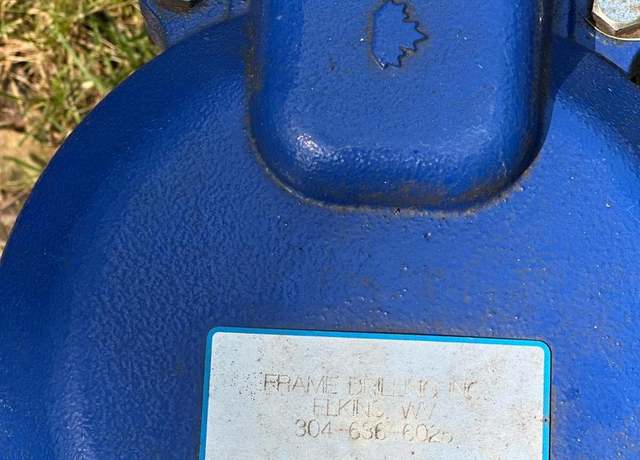 FRAME DRILLING INC.
ELKINS, WV
304-636-6025